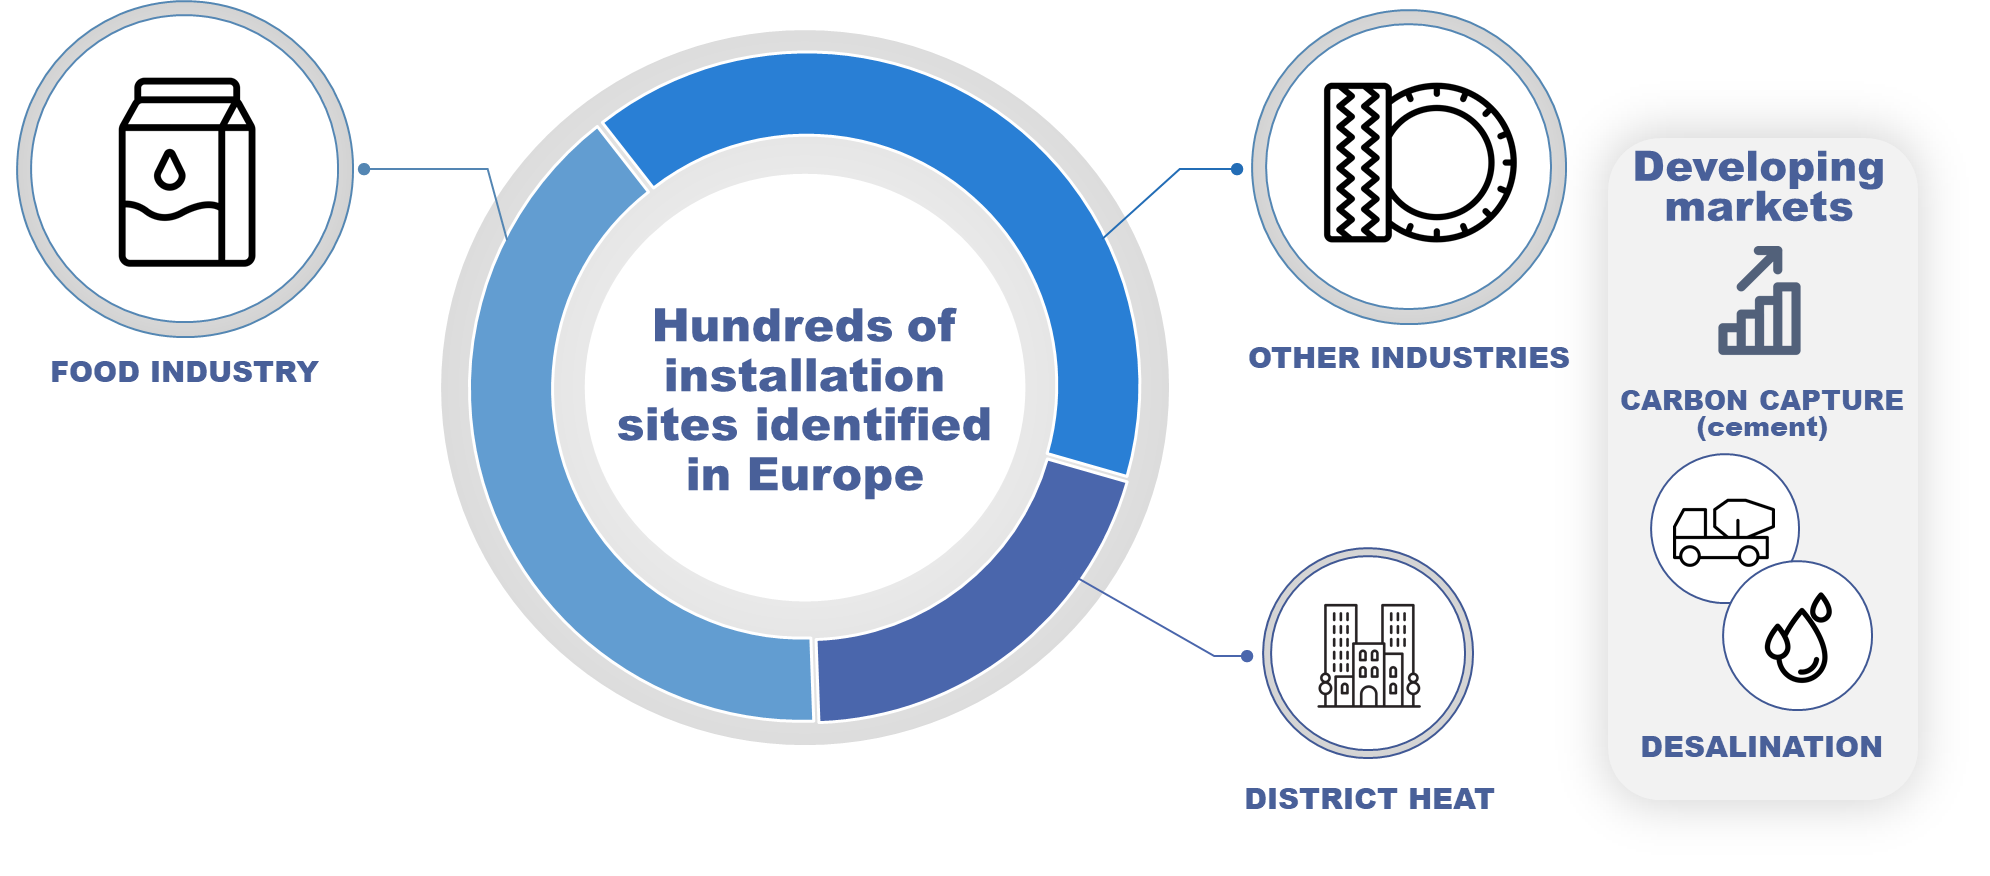 FOOD INDUSTRY
Hundreds of
installation
sites identified
in Europe
OTHER INDUSTRIES
DISTRICT HEAT
Developing
markets
CARBON CAPTURE
(cement)
DESALINATION